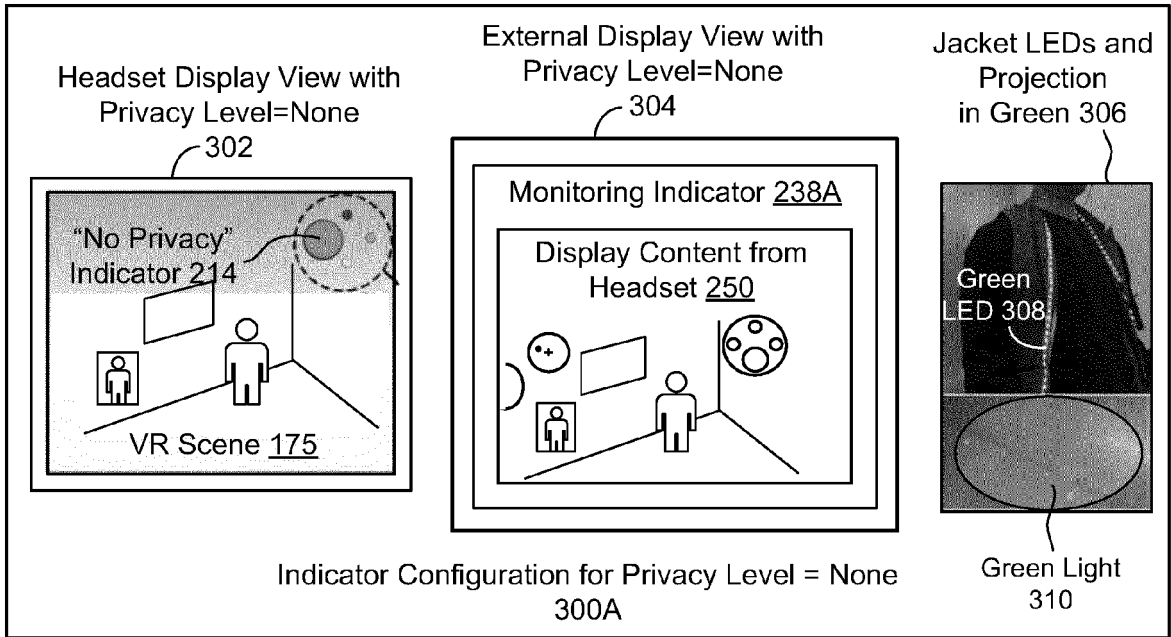 Headset Display View with
Privacy Level=None
302
"No Privacy"
Indicator 214
VR Scene 175
External Display View with
Privacy Level=None
304
Monitoring Indicator 238A
Display Content from
Headset 250
Jacket LEDs and
Projection
in Green 306
Green
LED 308
Green Light
310
Indicator Configuration for Privacy Level = None
300A